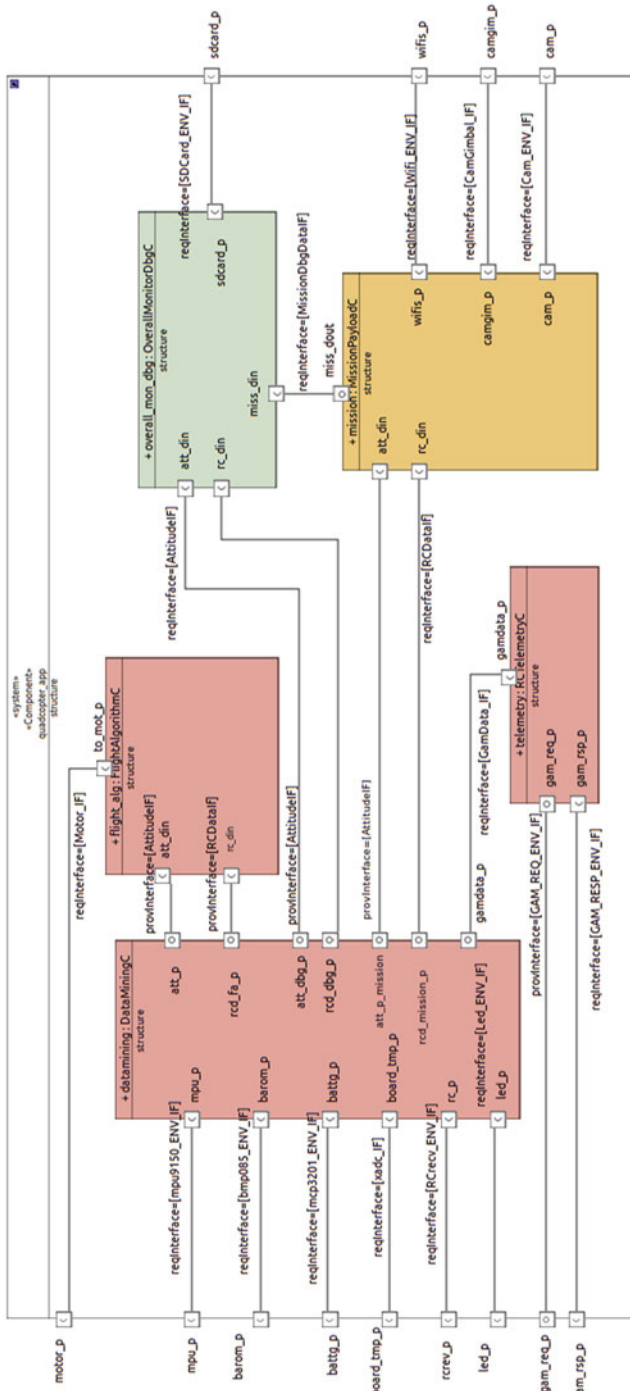 «system»
«Component»
quadcopter_app
structure
motor_p
reqInterface=[Motor_IF]
to_mot_p
+ flight_alg : FlightAlgorithmC
structure
provInterface=[AttitudeIF]
att_din
provInterface=[RCDataIf]
rc_din
+ overall_mon_dbg : OverallMonitorDbgC
structure
att_din
rc_din
miss_din
sdcard_p
reqInterface=[SDCard_ENV_IF]
sdcard_p
reqInterface=[AttitudeIF]
provInterface=[AttitudeIF]
reqInterface=[MissionDbgDataIF]
miss_dout
+ mission : MissionPayloadC
structure
att_din
rc_din
wifis_p
camgim_p
cam_p
reqInterface=[Wifi_ENV_IF]
reqInterface=[CamGimbal_IF]
reqInterface=[Cam_ENV_IF]
wifis_p
camgim_p
cam_p
+ datamining : DataMiningC
structure
att_p
rcd_fa_p
att_dbg_p
rcd_dbg_p
att_p_mission
rcd_mission_p
gamdata_p
mpu_p
barom_p
battg_p
board_tmp_p
rc_p
reqInterface=[Led_ENV_IF]
led_p
reqInterface=[mpu9150_ENV_IF]
reqInterface=[bmp085_ENV_IF]
reqInterface=[mcp3201_ENV_IF]
reqInterface=[xadc_IF]
reqInterface=[RCrecv_ENV_IF]
mpu_p
barom_p
battg_p
board_tmp_p
rcrev_p
led_p
gam_req_p
am_rsp_p
provInterface=[AttitudeIF]
reqInterface=[RCDataIf]
reqInterface=[GamData_IF]
gamdata_p
+ telemetry : RCTelemetryC
structure
gam_req_p
gam_rsp_p
provInterface=[GAM_REQ_ENV_IF]
reqInterface=[GAM_RESP_ENV_IF]